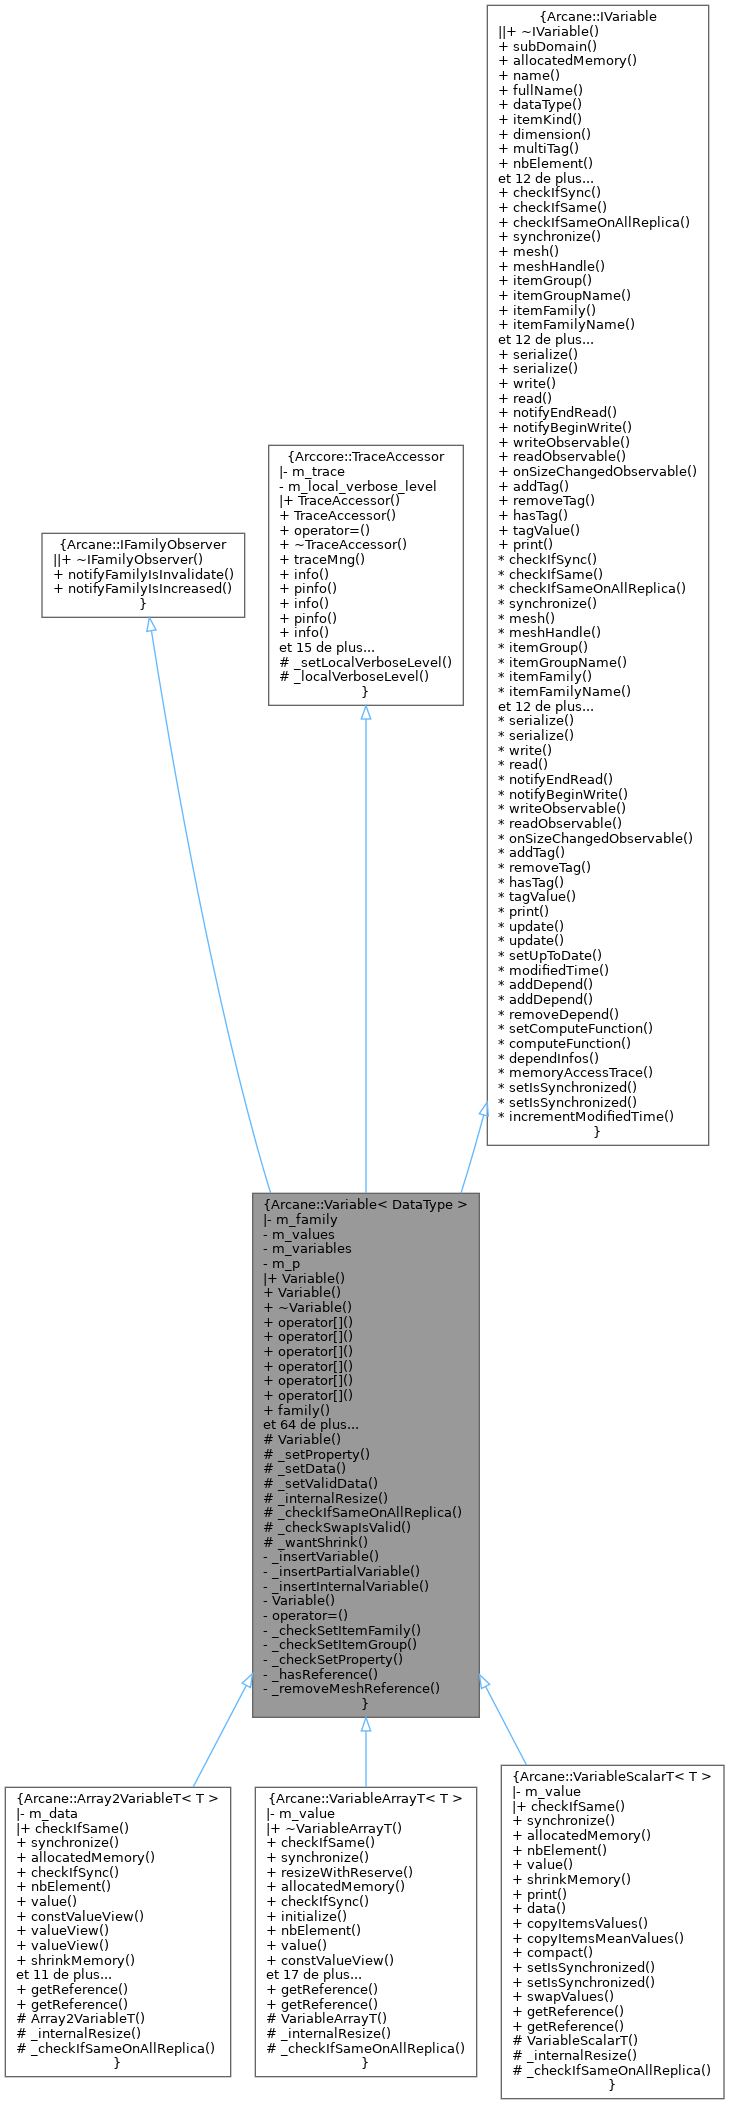 {Arcane::IVariable
||+ ~IVariable()
+ subDomain()
+ allocatedMemory()
+ name()
+ fullName()
+ dataType()
+ itemKind()
+ dimension()
+ multiTag()
+ nbElement()
et 12 de plus...
+ checkIfSync()
+ checkIfSame()
+ checkIfSameOnAllReplica()
+ synchronize()
+ mesh()
+ meshHandle()
+ itemGroup()
+ itemGroupName()
+ itemFamily()
+ itemFamilyName()
et 12 de plus...
+ serialize()
+ serialize()
+ write()
+ read()
+ notifyEndRead()
+ notifyBeginWrite()
+ writeObservable()
+ readObservable()
+ onSizeChangedObservable()
+ addTag()
+ removeTag()
+ hasTag()
+ tagValue()
+ print()
* checkIfSync()
* checkIfSame()
* checkIfSameOnAllReplica()
* synchronize()
* mesh()
* meshHandle()
* itemGroup()
* itemGroupName()
* itemFamily()
* itemFamilyName()
et 12 de plus...
* serialize()
* serialize()
* write()
* read()
* notifyEndRead()
* notifyBeginWrite()
* writeObservable()
* readObservable()
* onSizeChangedObservable()
* addTag()
* removeTag()
* hasTag()
* tagValue()
* print()
* update()
* update()
* setUpToDate()
* modifiedTime()
* addDepend()
* addDepend()
* removeDepend()
* setComputeFunction()
* computeFunction()
* dependInfos()
* memoryAccessTrace()
* setIsSynchronized()
* setIsSynchronized()
* incrementModifiedTime()
}
{Arccore::TraceAccessor
|- m_trace
- m_local_verbose_level
|+ TraceAccessor()
+ TraceAccessor()
+ operator=()
+ ~TraceAccessor()
+ traceMng()
+ info()
+ pinfo()
+ info()
+ pinfo()
+ info()
et 15 de plus...
# _setLocalVerboseLevel()
# _localVerboseLevel()
}
{Arcane::IFamilyObserver
||+ ~IFamilyObserver()
+ notifyFamilyIsInvalidate()
+ notifyFamilyIsIncreased()
}
{Arcane::Variable< DataType >
|- m_family
- m_values
- m_variables
- m_p
|+ Variable()
+ Variable()
+ ~Variable()
+ operator[]()
+ operator[]()
+ operator[]()
+ operator[]()
+ operator[]()
+ operator[]()
+ family()
et 64 de plus...
# Variable()
# _setProperty()
# _setData()
# _setValidData()
# _internalResize()
# _checkIfSameOnAllReplica()
# _checkSwapIsValid()
# _wantShrink()
- _insertVariable()
- _insertPartialVariable()
- _insertInternalVariable()
- Variable()
- operator=()
- _checkSetItemFamily()
- _checkSetItemGroup()
- _checkSetProperty()
- _hasReference()
- _removeMeshReference()
}
{Arcane::Array2VariableT< T >
|- m_data
|+ checkIfSame()
+ synchronize()
+ allocatedMemory()
+ checkIfSync()
+ nbElement()
+ value()
+ constValueView()
+ valueView()
+ valueView()
+ shrinkMemory()
et 11 de plus...
+ getReference()
+ getReference()
# Array2VariableT()
# _internalResize()
# _checkIfSameOnAllReplica()
}
{Arcane::VariableArrayT< T >
|- m_value
|+ ~VariableArrayT()
+ checkIfSame()
+ synchronize()
+ resizeWithReserve()
+ allocatedMemory()
+ checkIfSync()
+ initialize()
+ nbElement()
+ value()
+ constValueView()
et 17 de plus...
+ getReference()
+ getReference()
# VariableArrayT()
# _internalResize()
# _checkIfSameOnAllReplica()
}
{Arcane::VariableScalarT< T >
|- m_value
|+ checkIfSame()
+ synchronize()
+ allocatedMemory()
+ nbElement()
+ value()
+ shrinkMemory()
+ print()
+ data()
+ copyItemsValues()
+ copyItemsMeanValues()
+ compact()
+ setIsSynchronized()
+ setIsSynchronized()
+ swapValues()
+ getReference()
+ getReference()
# VariableScalarT()
# _internalResize()
# _checkIfSameOnAllReplica()
}